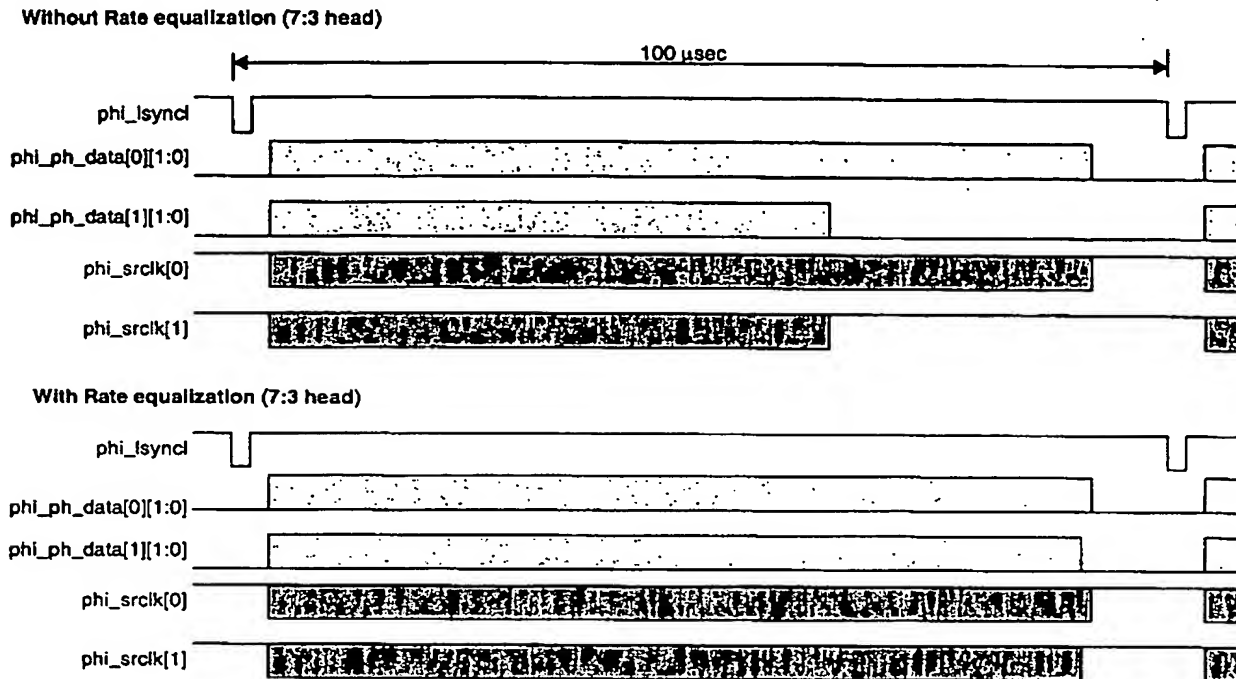 Without Rate equalization (7:3 head)
100 µsec
phi_lsyncl
phi_ph_data[0][1:0]
phi_ph_data[1][1:0]
phi_srclk[0]
phi_srclk[1]
With Rate equalization (7:3 head)
phi_lsyncl
phi_ph_data[0][1:0]
phi_ph_data[1][1:0]
phi_srclk[0]
phi_srclk[1]